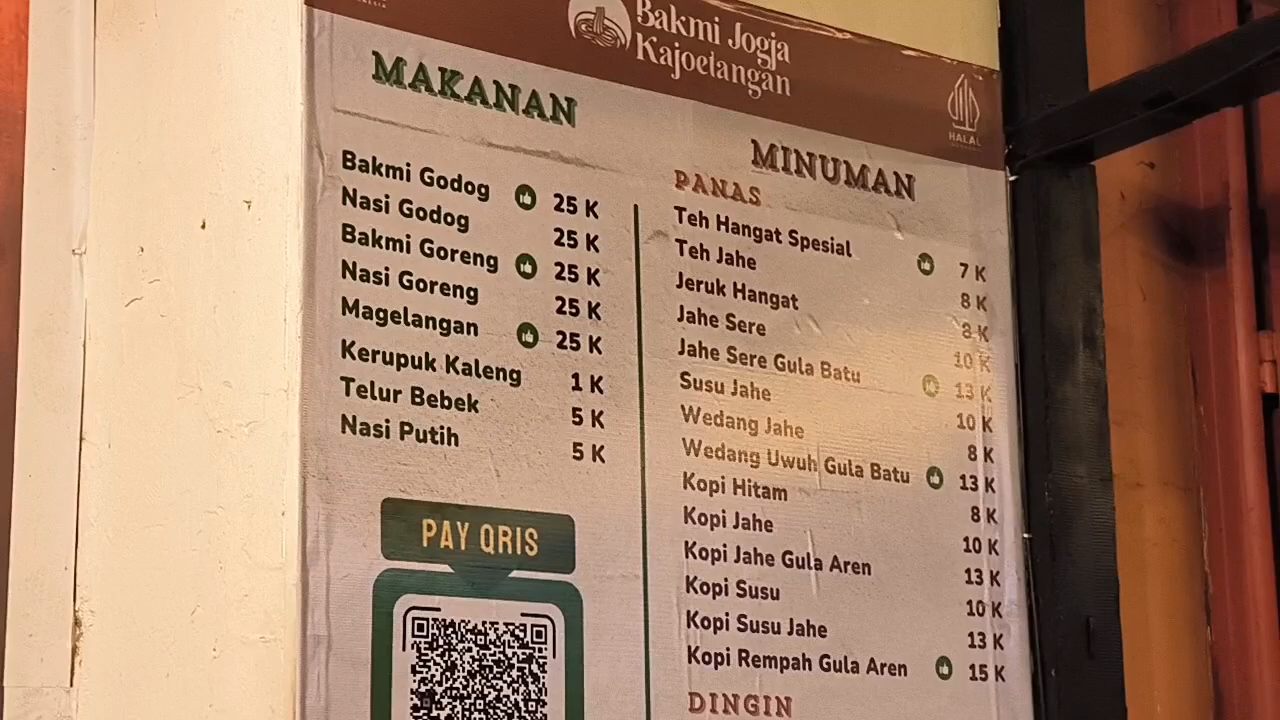 Bakmi Jogja
Kajoetangan
HALAL
MAKANAN
Bakmi Godog 25 K
Nasi Godog 25 K
Bakmi Goreng 25 K
Nasi Goreng 25 K
Magelangan 25 K
Kerupuk Kaleng 1 K
Telur Bebek 5 K
Nasi Putih 5 K
PAY QRIS
MINUMAN
PANAS
Teh Hangat Spesial 7 K
Teh Jahe 8 K
Jeruk Hangat 8 K
Jahe Sere 10 K
Jahe Sere Gula Batu 13 K
Susu Jahe 10 K
Wedang Jahe 8 K
Wedang Uwuh Gula Batu 13 K
Kopi Hitam 8 K
Kopi Jahe 10 K
Kopi Jahe Gula Aren 13 K
Kopi Susu 10 K
Kopi Susu Jahe 13 K
Kopi Rempah Gula Aren 15 K
DINGIN